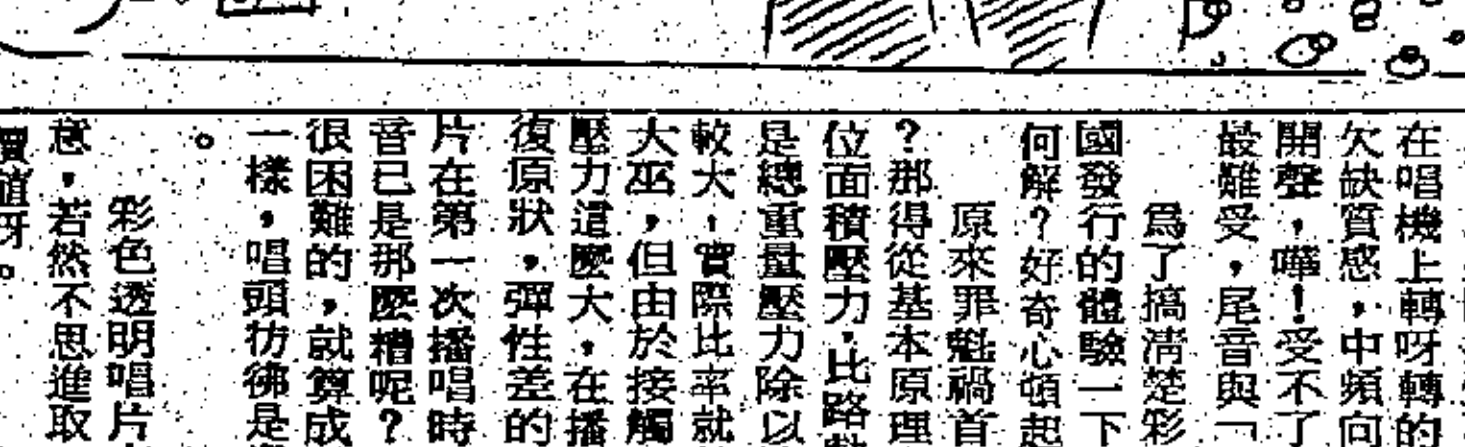 在唱機上轉呀轉的
欠缺質感，中頻向
開聲，嘩！受不了
最難受，尾音與「
爲了搞清楚彩
國發行的體驗一下
何解？好奇心頓起
原來罪魁禍首
？那得從基本原理
位面積壓力，比路
是總重量壓力除以
較大，實際比率就
大巫，但由於接觸
壓力這麼大，在播
復原狀，彈性差的
片在第一次播唱時
音已是那麼糟呢？
很困難的，就算成
一樣，唱頭彷彿是
。
彩色透明唱片
意，若然不思進取
價值呀。